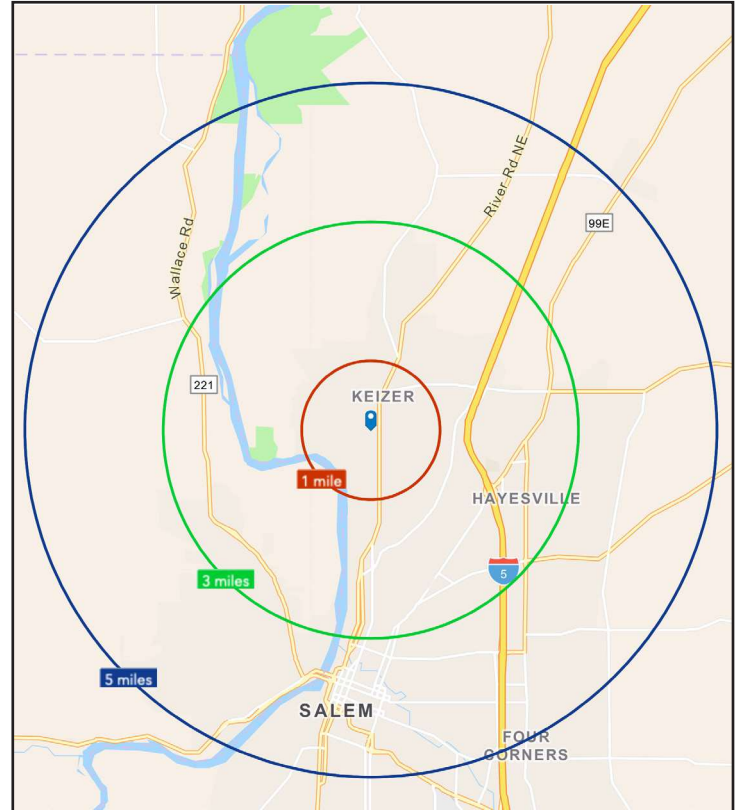 River Rd NE
99E
Wallace Rd
221
KEIZER
1 mile
HAYESVILLE
5
3 miles
5 miles
SALEM
FOUR
CORNERS